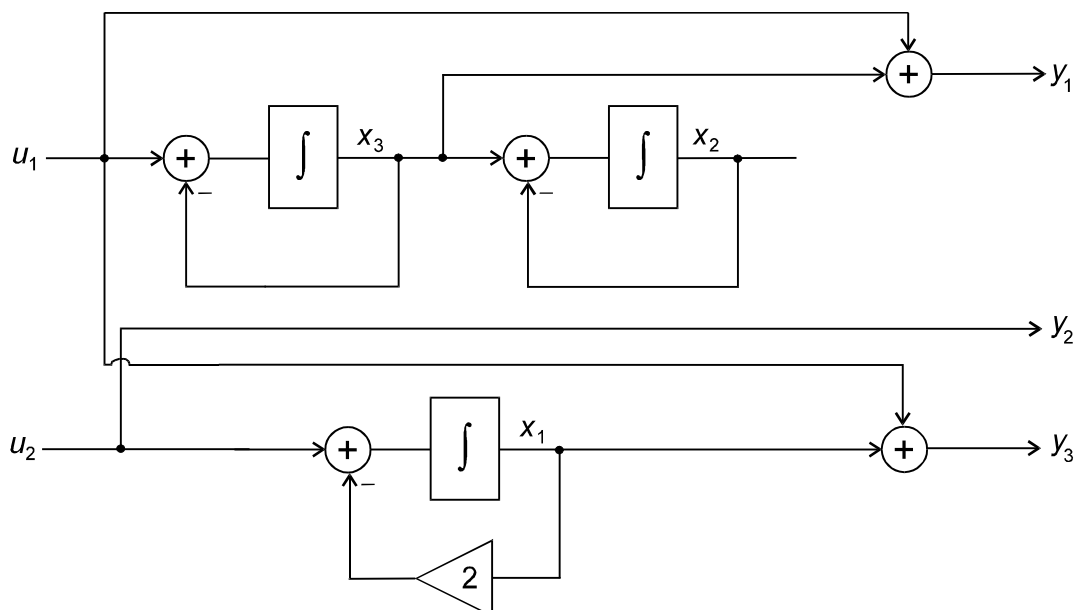 y₁
u₁ + ∫ x₃ + ∫ x₂ +
− −
y₂
u₂ + ∫ x₁ + y₃
−
2